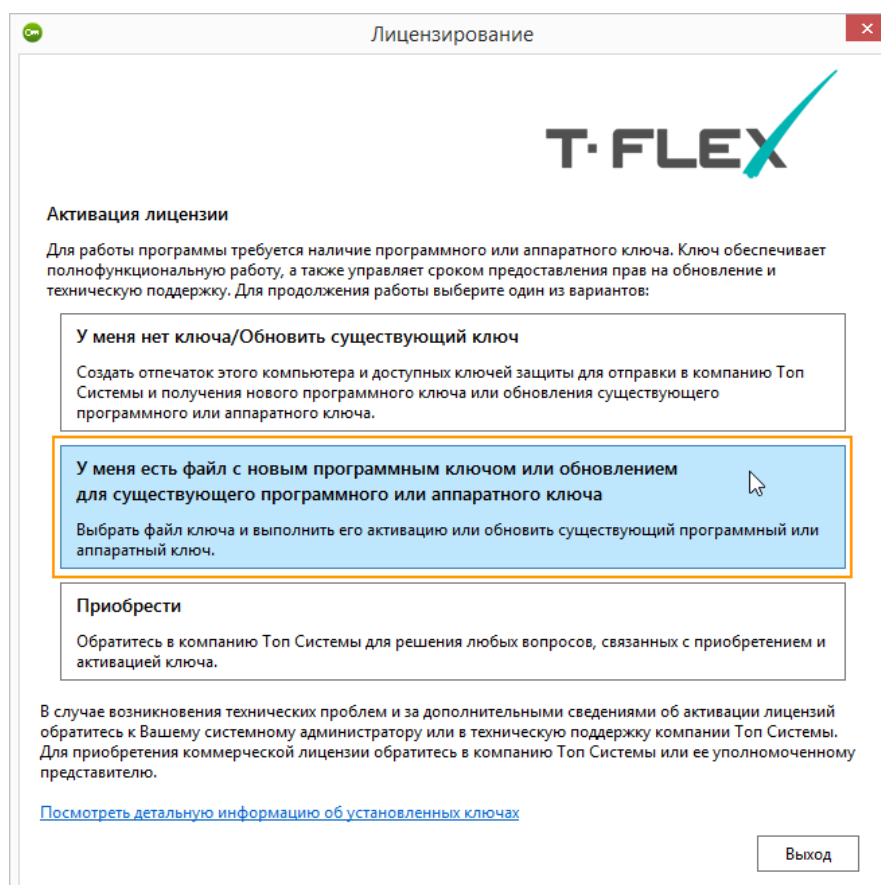 Лицензирование
T·FLEX
Активация лицензии
Для работы программы требуется наличие программного или аппаратного ключа. Ключ обеспечивает
полнофункциональную работу, а также управляет сроком предоставления прав на обновление и
техническую поддержку. Для продолжения работы выберите один из вариантов:
У меня нет ключа/Обновить существующий ключ
Создать отпечаток этого компьютера и доступных ключей защиты для отправки в компанию Топ
Системы и получения нового программного ключа или обновления существующего
программного или аппаратного ключа.
У меня есть файл с новым программным ключом или обновлением
для существующего программного или аппаратного ключа
Выбрать файл ключа и выполнить его активацию или обновить существующий программный или
аппаратный ключ.
Приобрести
Обратитесь в компанию Топ Системы для решения любых вопросов, связанных с приобретением и
активацией ключа.
В случае возникновения технических проблем и за дополнительными сведениями об активации лицензий
обратитесь к Вашему системному администратору или в техническую поддержку компании Топ Системы.
Для приобретения коммерческой лицензии обратитесь в компанию Топ Системы или ее уполномоченному
представителю.
Посмотреть детальную информацию об установленных ключах
Выход